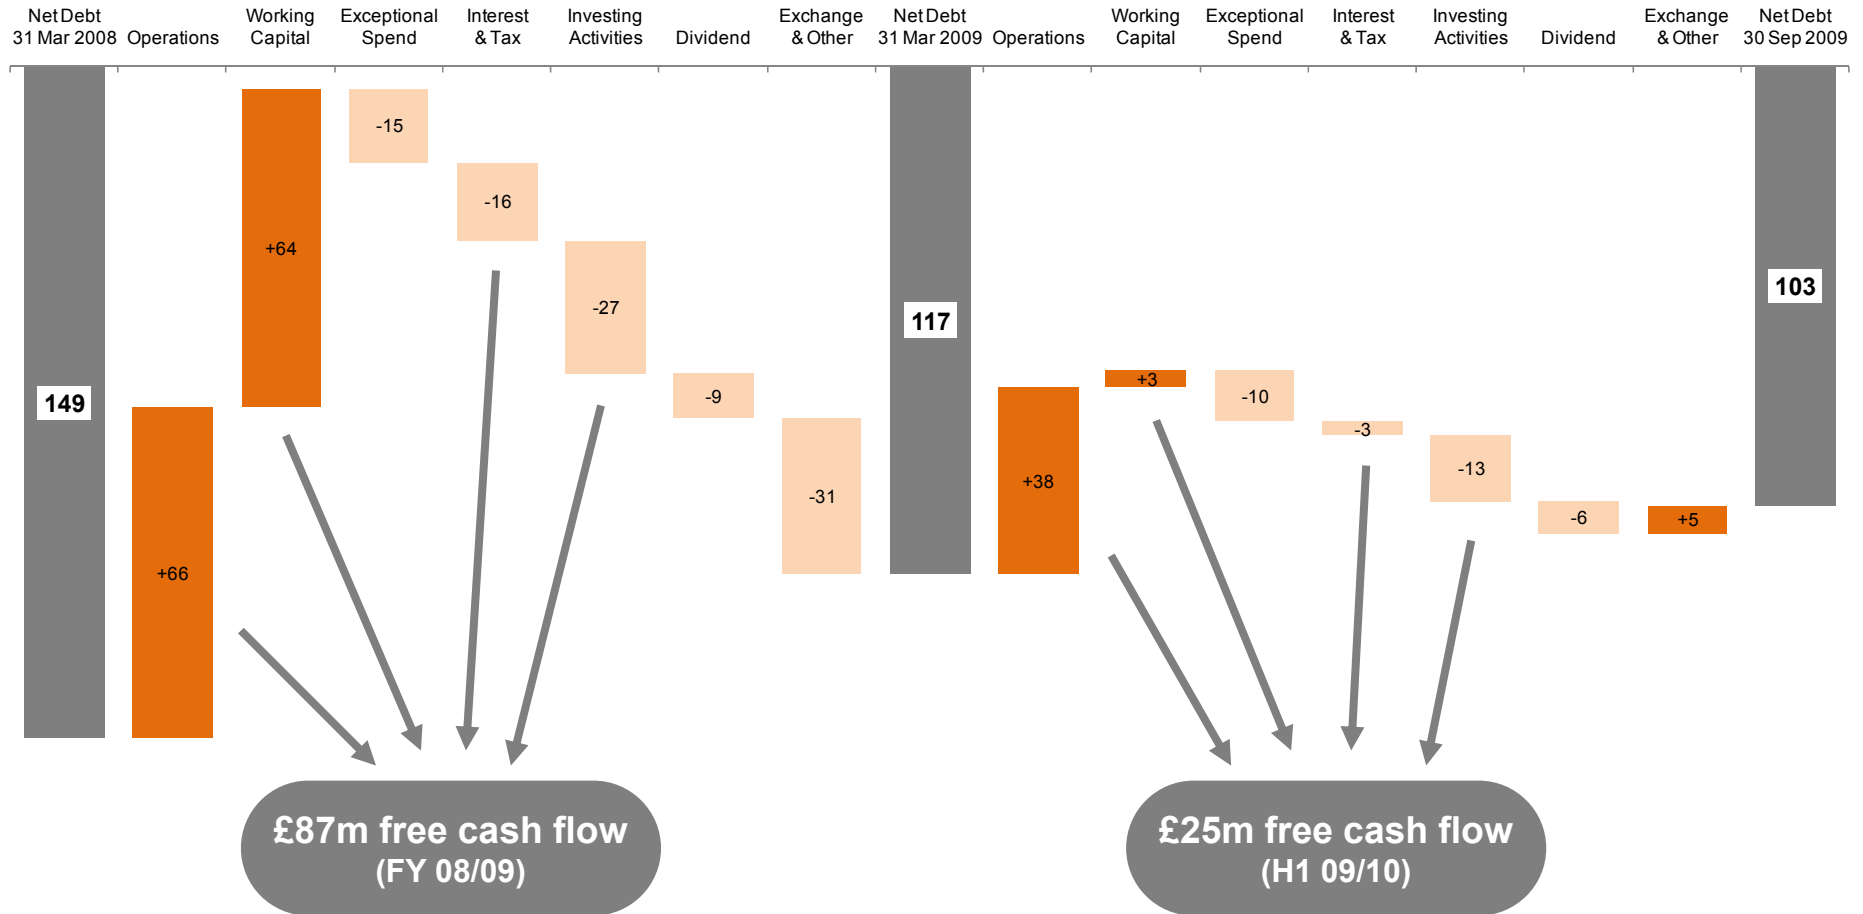 Net Debt
31 Mar 2008
Operations
Working
Capital
Exceptional
Spend
Interest
& Tax
Investing
Activities
Dividend
Exchange
& Other
Net Debt
31 Mar 2009
Operations
Working
Capital
Exceptional
Spend
Interest
& Tax
Investing
Activities
Dividend
Exchange
& Other
Net Debt
30 Sep 2009
149
+66
+64
-15
-16
-27
-9
-31
117
+38
+3
-10
-3
-13
-6
+5
103
£87m free cash flow
(FY 08/09)
£25m free cash flow
(H1 09/10)